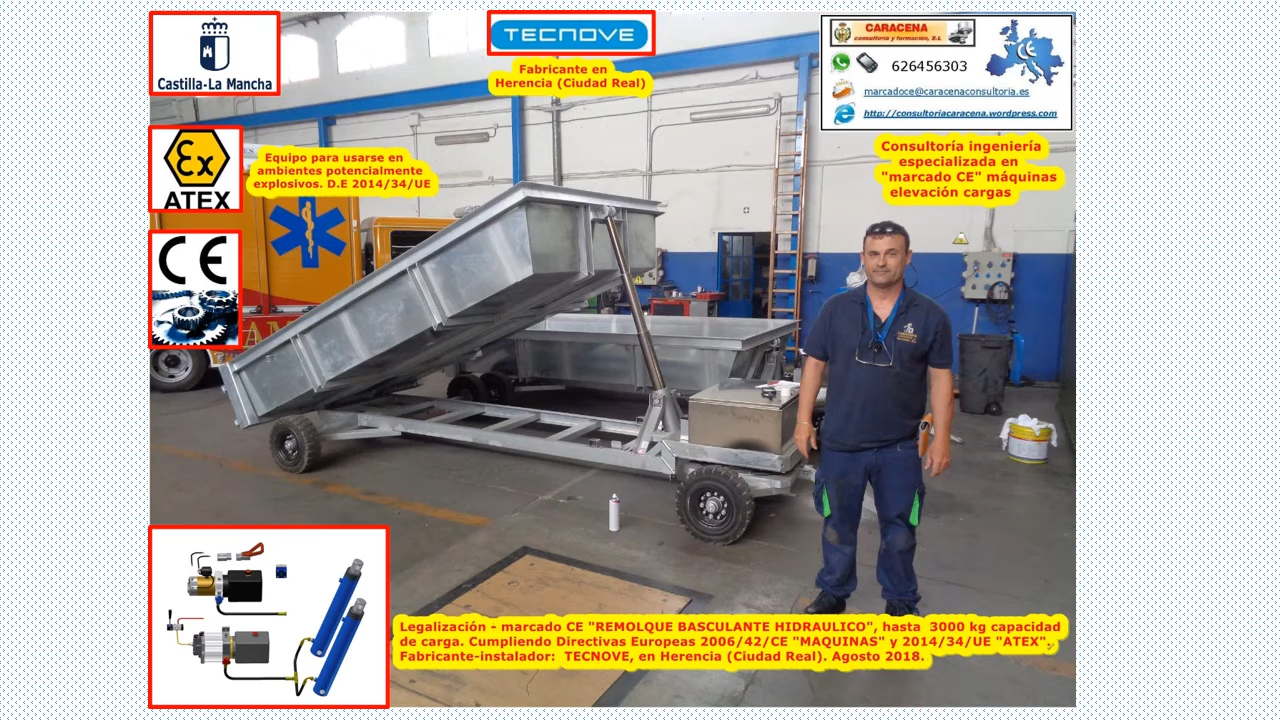 Castilla-La Mancha
TECNOVE
Fabricante en
Herencia (Ciudad Real)
CARACENA
consultoría y formación, S.L
626456303
marcadoce@caracenaconsultoria.es
http://consultoriacaracena.wordpress.com
CE
Consultoría ingeniería
especializada en
"marcado CE" máquinas
elevación cargas
Ex
ATEX
Equipo para usarse en
ambientes potencialmente
explosivos. D.E 2014/34/UE
CE
Legalización - marcado CE "REMOLQUE BASCULANTE HIDRAULICO", hasta 3000 kg capacidad
de carga. Cumpliendo Directivas Europeas 2006/42/CE "MAQUINAS" y 2014/34/UE "ATEX".
Fabricante-instalador: TECNOVE, en Herencia (Ciudad Real). Agosto 2018.